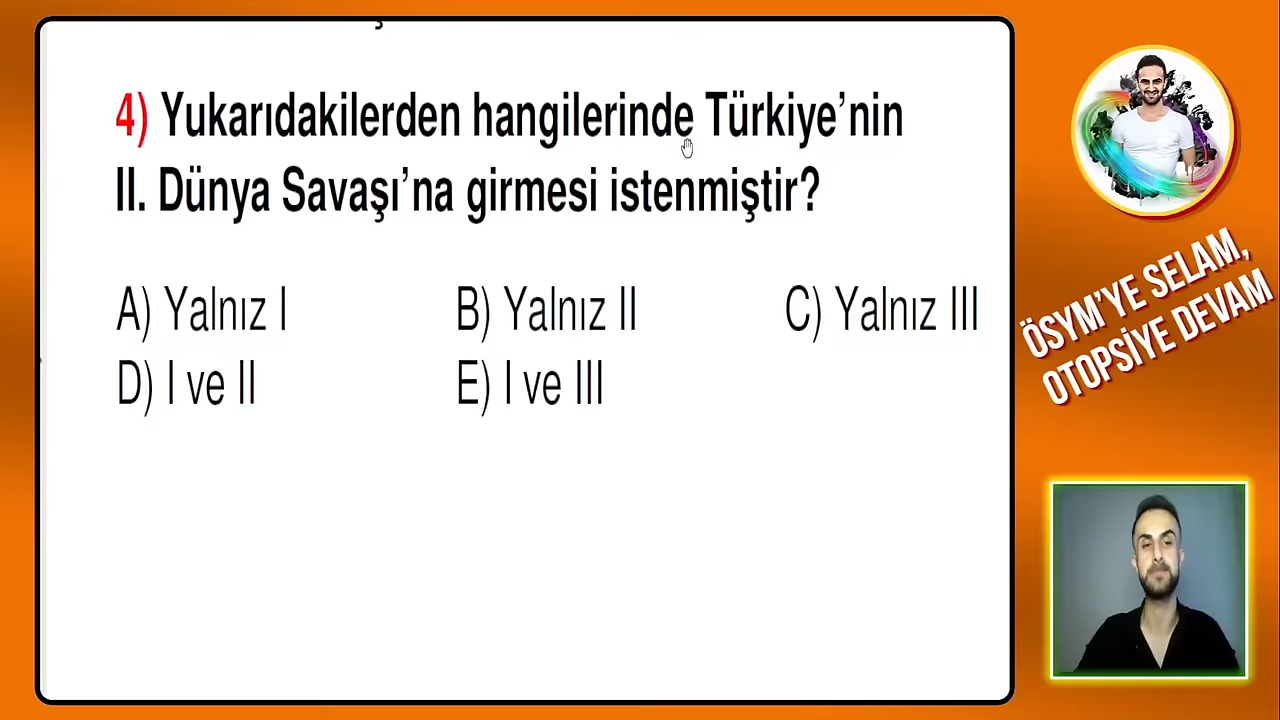 4) Yukarıdakilerden hangilerinde Türkiye’nin
II. Dünya Savaşı’na girmesi istenmiştir?
A) Yalnız I B) Yalnız II C) Yalnız III
D) I ve II E) I ve III
ÖSYM’YE SELAM,
OTOPSİYE DEVAM